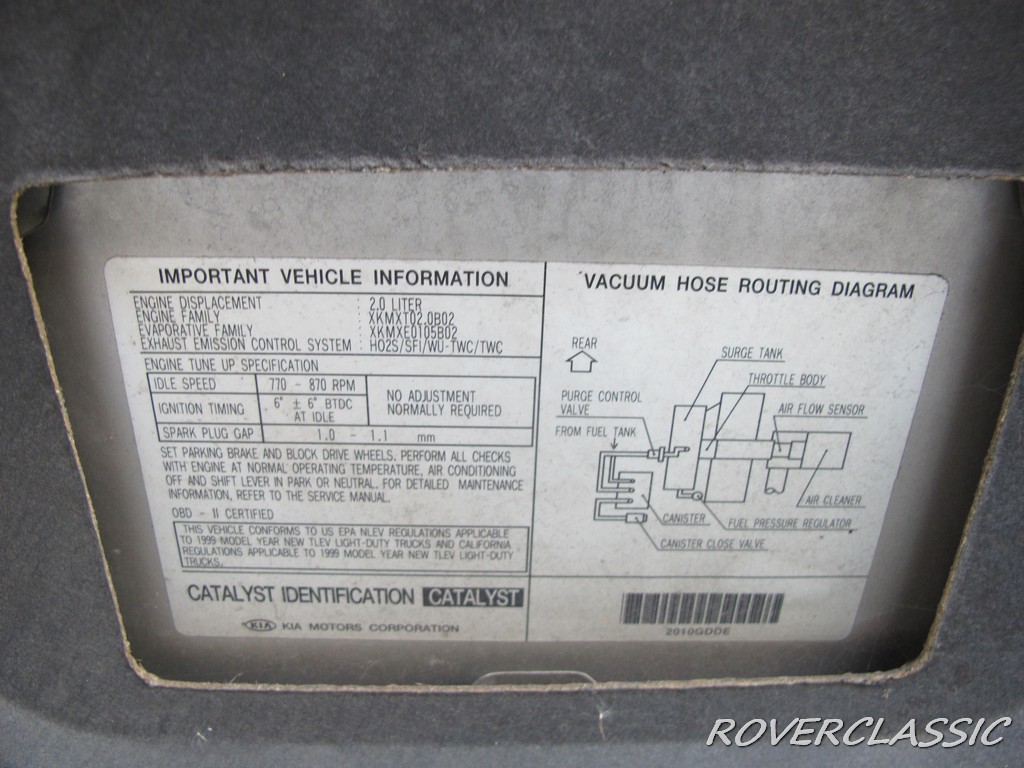 IMPORTANT VEHICLE INFORMATION
ENGINE DISPLACEMENT : 2.0 LITER
ENGINE FAMILY : XKMXT02.0B02
EVAPORATIVE FAMILY : XKMXE0105B02
EXHAUST EMISSION CONTROL SYSTEM : HO2S/SFI/WU-TWC/TWC
ENGINE TUNE UP SPECIFICATION
IDLE SPEED 770 - 870 RPM
IGNITION TIMING 6° ± 6° BTDC AT IDLE
NO ADJUSTMENT
NORMALLY REQUIRED
SPARK PLUG GAP 1.0 - 1.1 mm
SET PARKING BRAKE AND BLOCK DRIVE WHEELS. PERFORM ALL CHECKS
WITH ENGINE AT NORMAL OPERATING TEMPERATURE, AIR CONDITIONING
OFF AND SHIFT LEVER IN PARK OR NEUTRAL. FOR DETAILED MAINTENANCE
INFORMATION, REFER TO THE SERVICE MANUAL.
OBD - II CERTIFIED
THIS VEHICLE CONFORMS TO US EPA NLEV REGULATIONS APPLICABLE
TO 1999 MODEL YEAR NEW TLEV LIGHT-DUTY TRUCKS AND CALIFORNIA
REGULATIONS APPLICABLE TO 1999 MODEL YEAR NEW TLEV LIGHT-DUTY
TRUCKS.
CATALYST IDENTIFICATION CATALYST
KIA KIA MOTORS CORPORATION
VACUUM HOSE ROUTING DIAGRAM
REAR
SURGE TANK
THROTTLE BODY
PURGE CONTROL
VALVE
AIR FLOW SENSOR
FROM FUEL TANK
AIR CLEANER
CANISTER
FUEL PRESSURE REGULATOR
CANISTER CLOSE VALVE
2010GDDE
ROVERCLASSIC